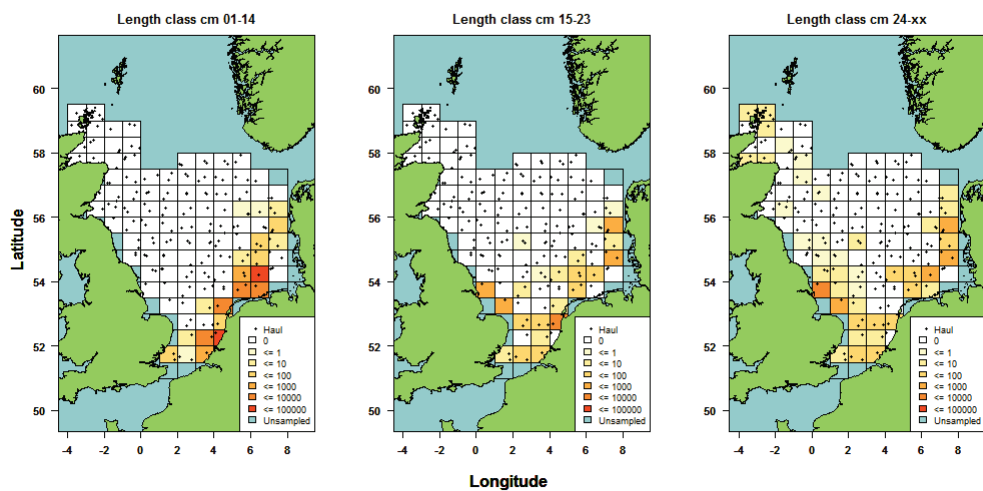 Length class cm 01-14
Length class cm 15-23
Length class cm 24-xx
Latitude
60
58
56
54
52
50
-4 -2 0 2 4 6 8
Haul
0
<= 1
<= 10
<= 100
<= 1000
<= 10000
<= 100000
Unsampled
60
58
56
54
52
50
-4 -2 0 2 4 6 8
Haul
0
<= 1
<= 10
<= 100
<= 1000
<= 10000
<= 100000
Unsampled
60
58
56
54
52
50
-4 -2 0 2 4 6 8
Haul
0
<= 1
<= 10
<= 100
<= 1000
<= 10000
<= 100000
Unsampled
Longitude